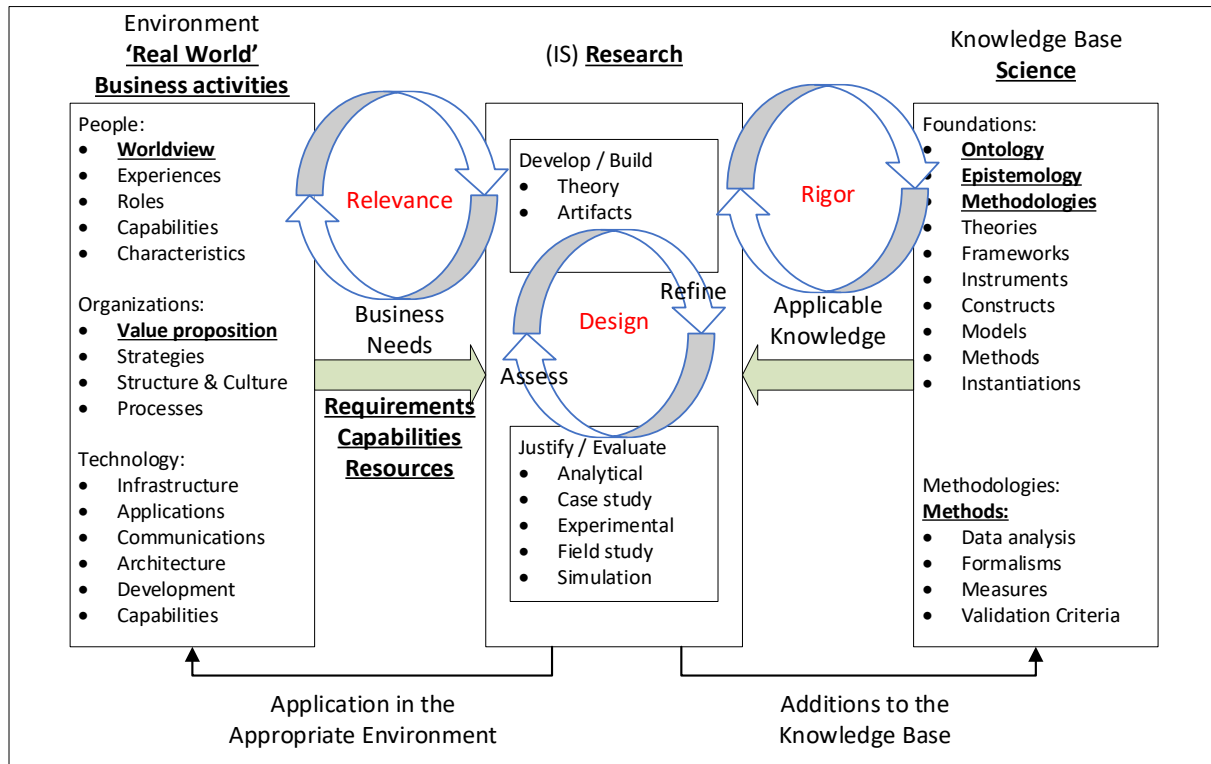 Environment
‘Real World’
Business activities
(IS) Research
Knowledge Base
Science
People:
• Worldview
• Experiences
• Roles
• Capabilities
• Characteristics
Organizations:
• Value proposition
• Strategies
• Structure & Culture
• Processes
Technology:
• Infrastructure
• Applications
• Communications
• Architecture
• Development
• Capabilities
Relevance
Business
Needs
Requirements
Capabilities
Resources
Develop / Build
• Theory
• Artifacts
Refine
Design
Assess
Justify / Evaluate
• Analytical
• Case study
• Experimental
• Field study
• Simulation
Rigor
Applicable
Knowledge
Foundations:
• Ontology
• Epistemology
• Methodologies
• Theories
• Frameworks
• Instruments
• Constructs
• Models
• Methods
• Instantiations
Methodologies:
Methods:
• Data analysis
• Formalisms
• Measures
• Validation Criteria
Application in the
Appropriate Environment
Additions to the
Knowledge Base